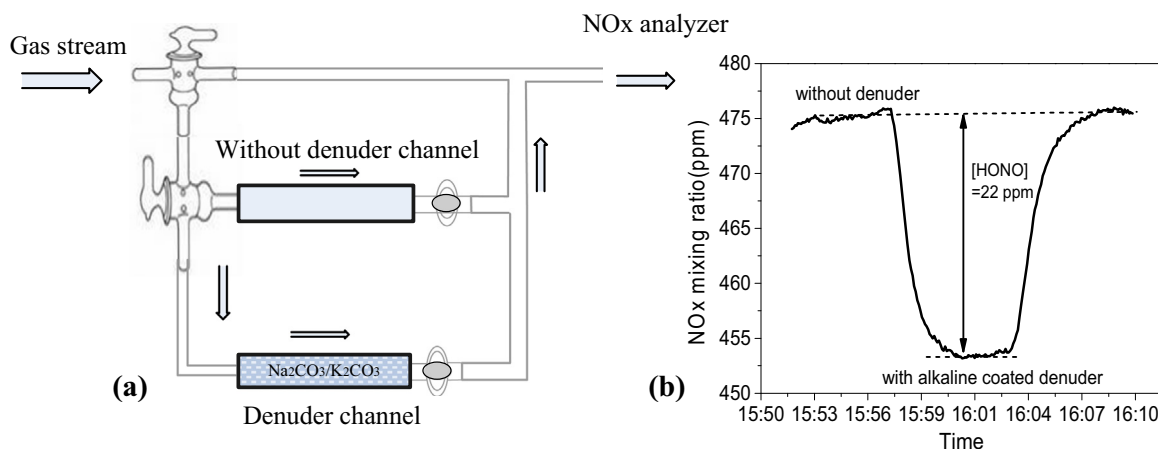 Gas stream
NOx analyzer
Without denuder channel
Na2CO3/K2CO3
(a)
Denuder channel
NOx mixing ratio(ppm)
480
475
470
465
460
455
450
without denuder
[HONO]
=22 ppm
with alkaline coated denuder
(b)
15:50 15:53 15:56 15:59 16:01 16:04 16:07 16:10
Time